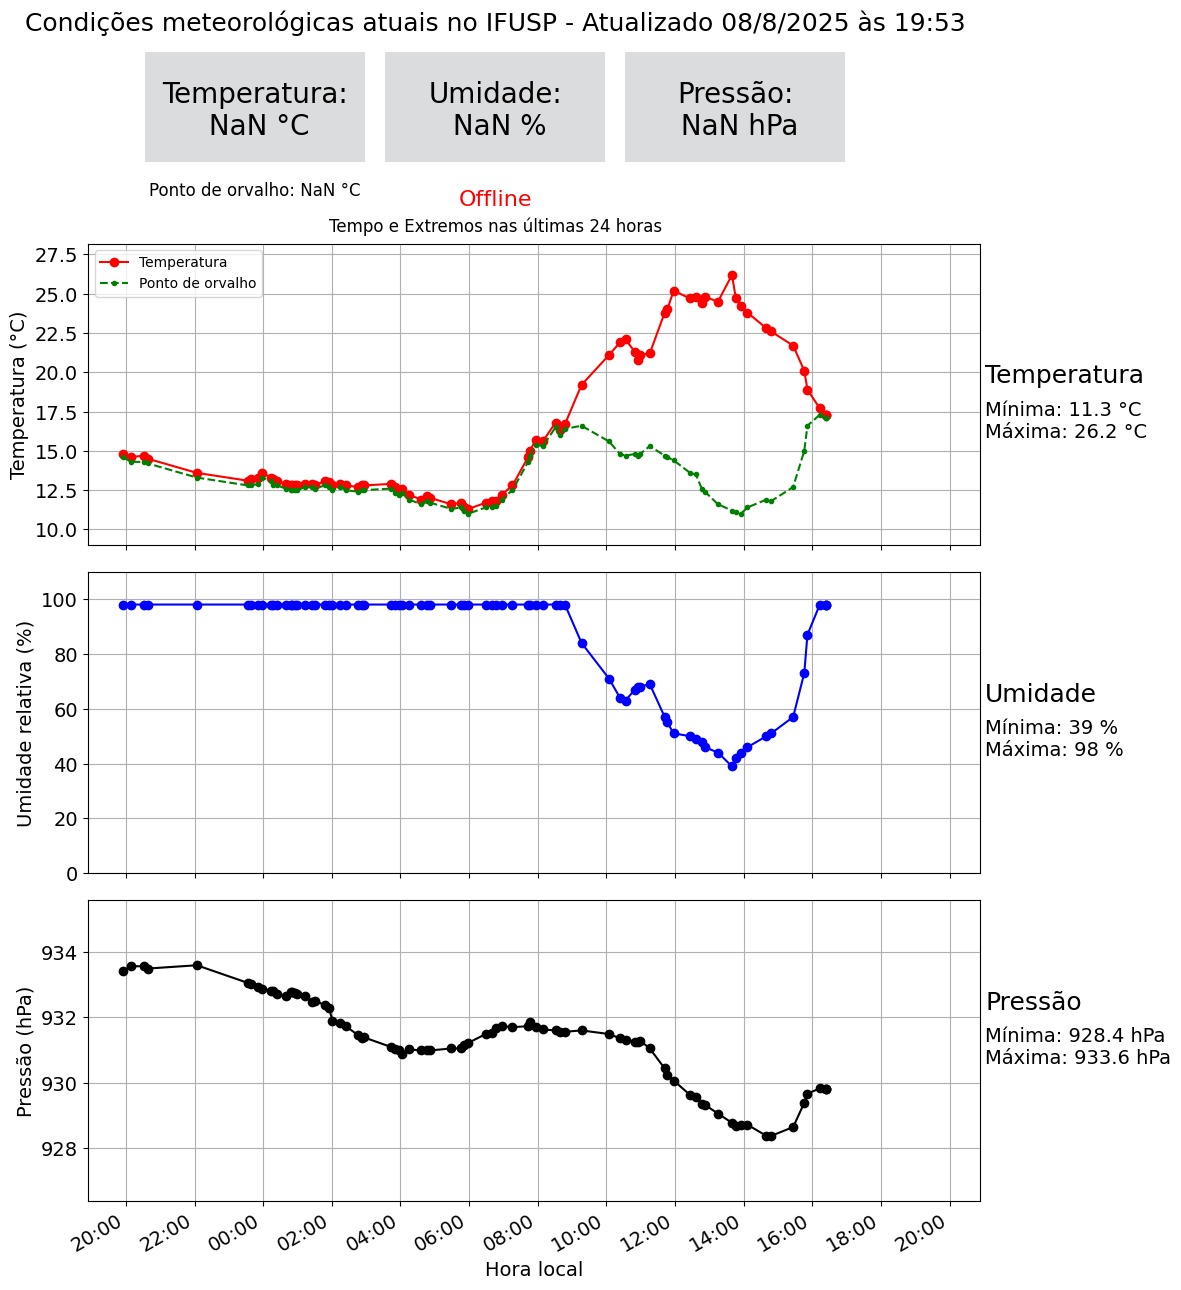 Condições meteorológicas atuais no IFUSP - Atualizado 08/8/2025 às 19:53
Temperatura:
NaN °C
Umidade:
NaN %
Pressão:
NaN hPa
Ponto de orvalho: NaN °C
Offline
Tempo e Extremos nas últimas 24 horas
Temperatura
Ponto de orvalho
Temperatura (°C)
27.5
25.0
22.5
20.0
17.5
15.0
12.5
10.0
Temperatura
Mínima: 11.3 °C
Máxima: 26.2 °C
Umidade relativa (%)
100
80
60
40
20
0
Umidade
Mínima: 39 %
Máxima: 98 %
Pressão (hPa)
934
932
930
928
Pressão
Mínima: 928.4 hPa
Máxima: 933.6 hPa
20:00 22:00 00:00 02:00 04:00 06:00 08:00 10:00 12:00 14:00 16:00 18:00 20:00
Hora local